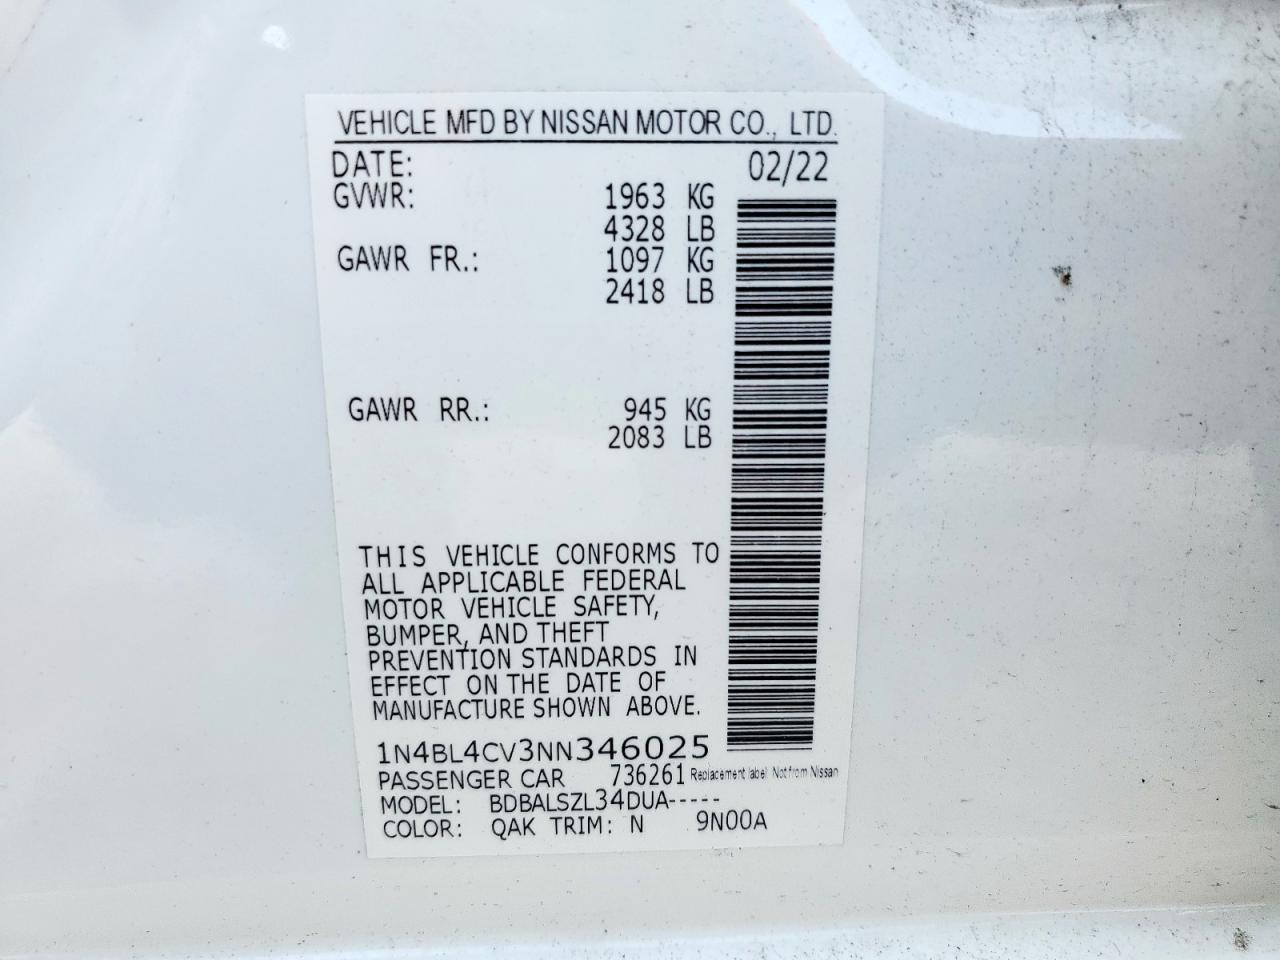 VEHICLE MFD BY NISSAN MOTOR CO., LTD.
DATE: 02/22
GVWR: 1963 KG
4328 LB
GAWR FR.: 1097 KG
2418 LB
GAWR RR.: 945 KG
2083 LB
THIS VEHICLE CONFORMS TO
ALL APPLICABLE FEDERAL
MOTOR VEHICLE SAFETY,
BUMPER, AND THEFT
PREVENTION STANDARDS IN
EFFECT ON THE DATE OF
MANUFACTURE SHOWN ABOVE.
1N4BL4CV3NN346025
PASSENGER CAR 736261 Replacement label Not from Nissan
MODEL: BDBALSZL34DUA-----
COLOR: QAK TRIM: N 9N00A